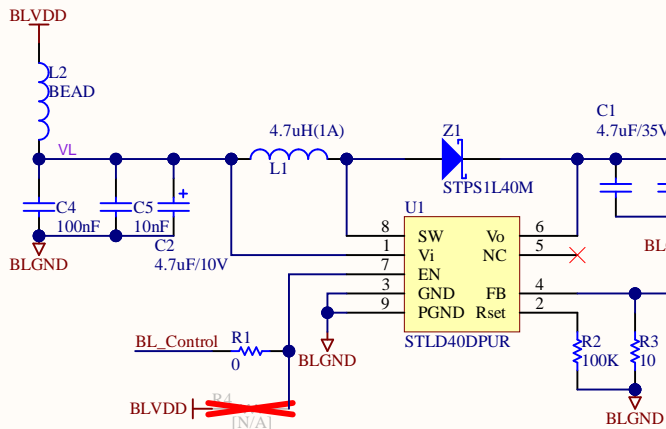 BLVDD
L2
BEAD
VL
4.7uH(1A)
L1
Z1
STPS1L40M
C1
4.7uF/35V
C4
100nF
C5
10nF
C2
4.7uF/10V
BLGND
U1
8 SW Vo 6
1 Vi NC 5
7 EN
3 GND FB 4
9 PGND Rset 2
STLD40DPUR
BL
BL_Control
R1
0
BLGND
R2
100K
R3
10
BLGND
BLVDD
R4
[N/A]